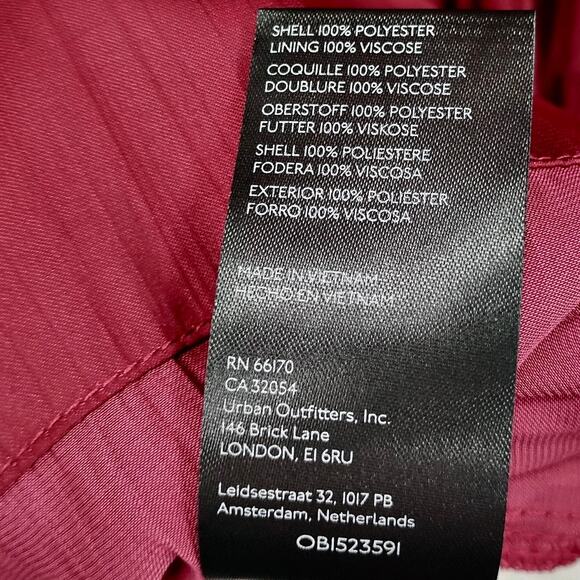 SHELL 100% POLYESTER
LINING 100% VISCOSE
COQUILLE 100% POLYESTER
DOUBLURE 100% VISCOSE
OBERSTOFF 100% POLYESTER
FUTTER 100% VISKOSE
SHELL 100% POLIESTERE
FODERA 100% VISCOSA
EXTERIOR 100% POLIÉSTER
FORRO 100% VISCOSA
MADE IN VIETNAM
HECHO EN VIETNAM
RN 66170
CA 32054
Urban Outfitters, Inc.
146 Brick Lane
LONDON, E1 6RU
Leidsestraat 32, 1017 PB
Amsterdam, Netherlands
OB1523591